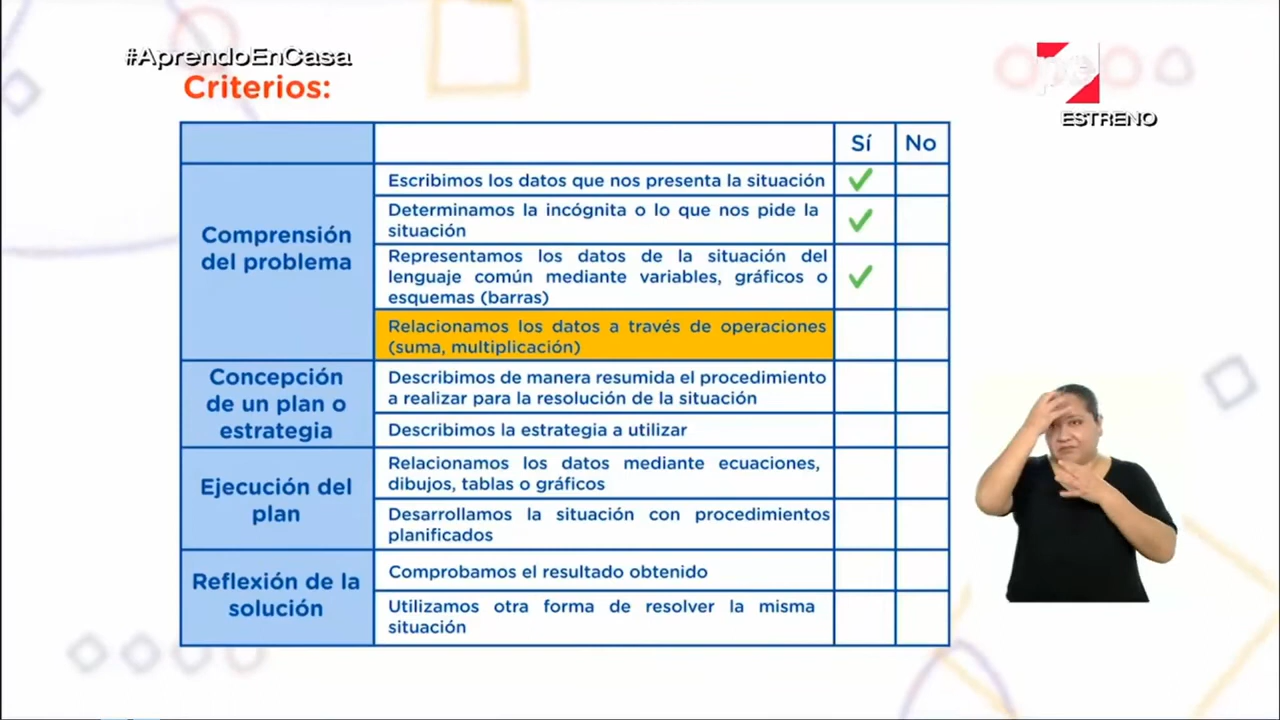 #AprendoEnCasa
Criterios:
ESTRENO
Sí
No
Comprensión
del problema
Escribimos los datos que nos presenta la situación
Determinamos la incógnita o lo que nos pide la
situación
Representamos los datos de la situación del
lenguaje común mediante variables, gráficos o
esquemas (barras)
Relacionamos los datos a través de operaciones
(suma, multiplicación)
Concepción
de un plan o
estrategia
Describimos de manera resumida el procedimiento
a realizar para la resolución de la situación
Describimos la estrategia a utilizar
Ejecución del
plan
Relacionamos los datos mediante ecuaciones,
dibujos, tablas o gráficos
Desarrollamos la situación con procedimientos
planificados
Reflexión de la
solución
Comprobamos el resultado obtenido
Utilizamos otra forma de resolver la misma
situación